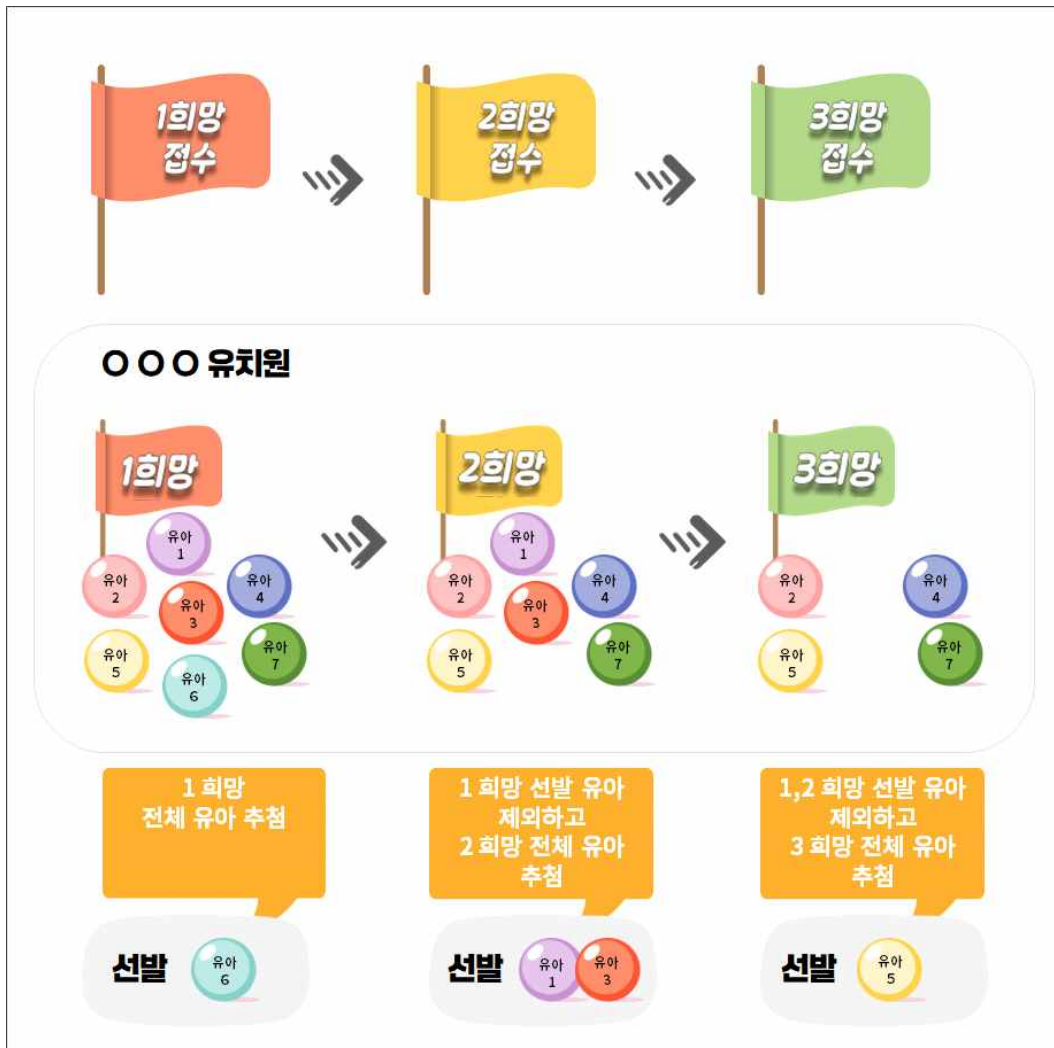 1희망
접수
2희망
접수
3희망
접수
O O O 유치원
1희망
2희망
3희망
유아
1
유아
2
유아
3
유아
4
유아
5
유아
6
유아
7
유아
1
유아
2
유아
3
유아
4
유아
5
유아
7
유아
2
유아
4
유아
5
유아
7
1 희망
전체 유아 추첨
1 희망 선발 유아
제외하고
2 희망 전체 유아
추첨
1,2 희망 선발 유아
제외하고
3 희망 전체 유아
추첨
선발
유아
6
선발
유아
1
유아
3
선발
유아
5